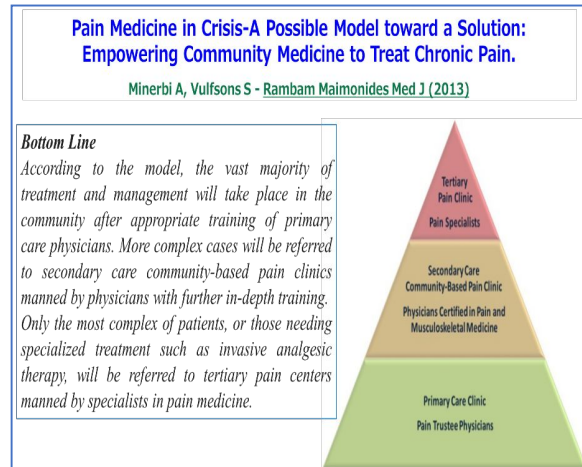 Pain Medicine in Crisis-A Possible Model toward a Solution:
Empowering Community Medicine to Treat Chronic Pain.
Minerbi A, Vulfsons S - Rambam Maimonides Med J (2013)
Bottom Line
According to the model, the vast majority of
treatment and management will take place in the
community after appropriate training of primary
care physicians. More complex cases will be referred
to secondary care community-based pain clinics
manned by physicians with further in-depth training.
Only the most complex of patients, or those needing
specialized treatment such as invasive analgesic
therapy, will be referred to tertiary pain centers
manned by specialists in pain medicine.
Tertiary
Pain Clinic
Pain Specialists
Secondary Care
Community-Based Pain Clinic
Physicians Certified in Pain and
Musculoskeletal Medicine
Primary Care Clinic
Pain Trustee Physicians